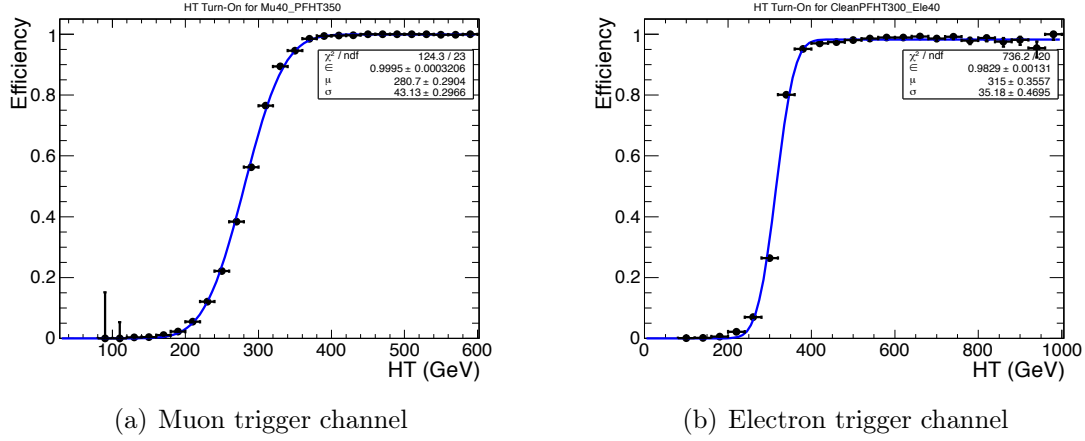 HT Turn-On for Mu40_PFHT350
Efficiency
1
0.8
0.6
0.4
0.2
0
χ² / ndf 124.3 / 23
∈ 0.9995 ± 0.0003206
μ 280.7 ± 0.2904
σ 43.13 ± 0.2966
100 200 300 400 500 600
HT (GeV)
(a) Muon trigger channel
HT Turn-On for CleanPFHT300_Ele40
Efficiency
1
0.8
0.6
0.4
0.2
0
χ² / ndf 736.2 / 20
∈ 0.9829 ± 0.00131
μ 315 ± 0.3557
σ 35.18 ± 0.4695
0 200 400 600 800 1000
HT (GeV)
(b) Electron trigger channel